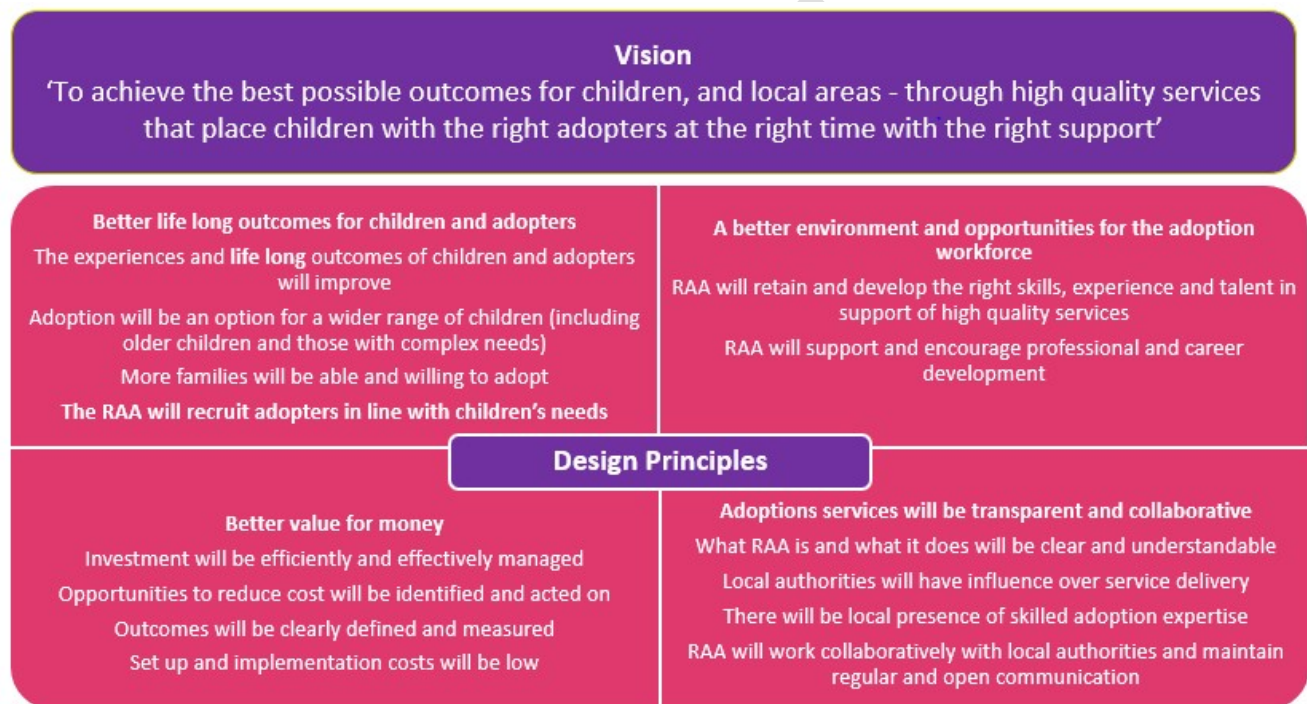 Vision
‘To achieve the best possible outcomes for children, and local areas - through high quality services
that place children with the right adopters at the right time with the right support’
Better life long outcomes for children and adopters
The experiences and life long outcomes of children and adopters
will improve
Adoption will be an option for a wider range of children (including
older children and those with complex needs)
More families will be able and willing to adopt
The RAA will recruit adopters in line with children’s needs
A better environment and opportunities for the adoption
workforce
RAA will retain and develop the right skills, experience and talent in
support of high quality services
RAA will support and encourage professional and career
development
Design Principles
Better value for money
Investment will be efficiently and effectively managed
Opportunities to reduce cost will be identified and acted on
Outcomes will be clearly defined and measured
Set up and implementation costs will be low
Adoptions services will be transparent and collaborative
What RAA is and what it does will be clear and understandable
Local authorities will have influence over service delivery
There will be local presence of skilled adoption expertise
RAA will work collaboratively with local authorities and maintain
regular and open communication